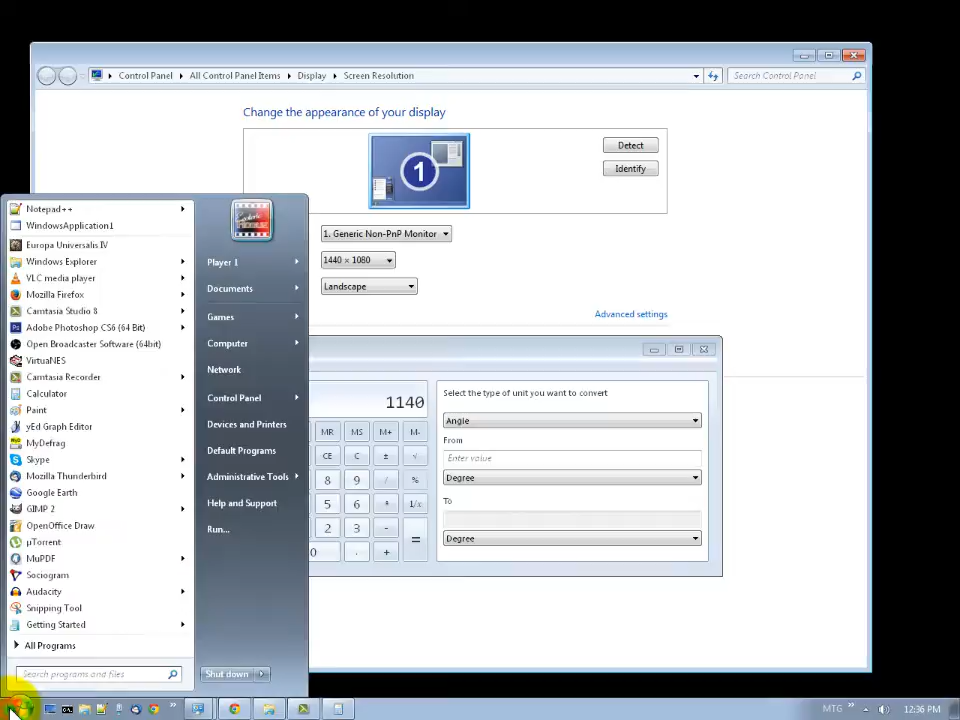 Control Panel
All Control Panel Items
Display
Screen Resolution
Search Control Panel
Change the appearance of your display
1
Detect
Identify
1. Generic Non-PnP Monitor
1440 × 1080
Landscape
Advanced settings
Notepad++
WindowsApplication1
Europa Universalis IV
Windows Explorer
VLC media player
Mozilla Firefox
Camtasia Studio 8
Adobe Photoshop CS6 (64 Bit)
Open Broadcaster Software (64bit)
VirtuaNES
Camtasia Recorder
Calculator
Paint
yEd Graph Editor
MyDefrag
Skype
Mozilla Thunderbird
Google Earth
GIMP 2
OpenOffice Draw
µTorrent
MuPDF
Sociogram
Audacity
Snipping Tool
Getting Started
All Programs
Search programs and files
Player 1
Documents
Games
Computer
Network
Control Panel
Devices and Printers
Default Programs
Administrative Tools
Help and Support
Run...
Shut down
1140
MR MS M+ M-
CE C ± √
8 9 / %
5 6 * 1/x
2 3 - =
0 . +
Select the type of unit you want to convert
Angle
From
Enter value
Degree
To
Degree
MTG
12:36 PM